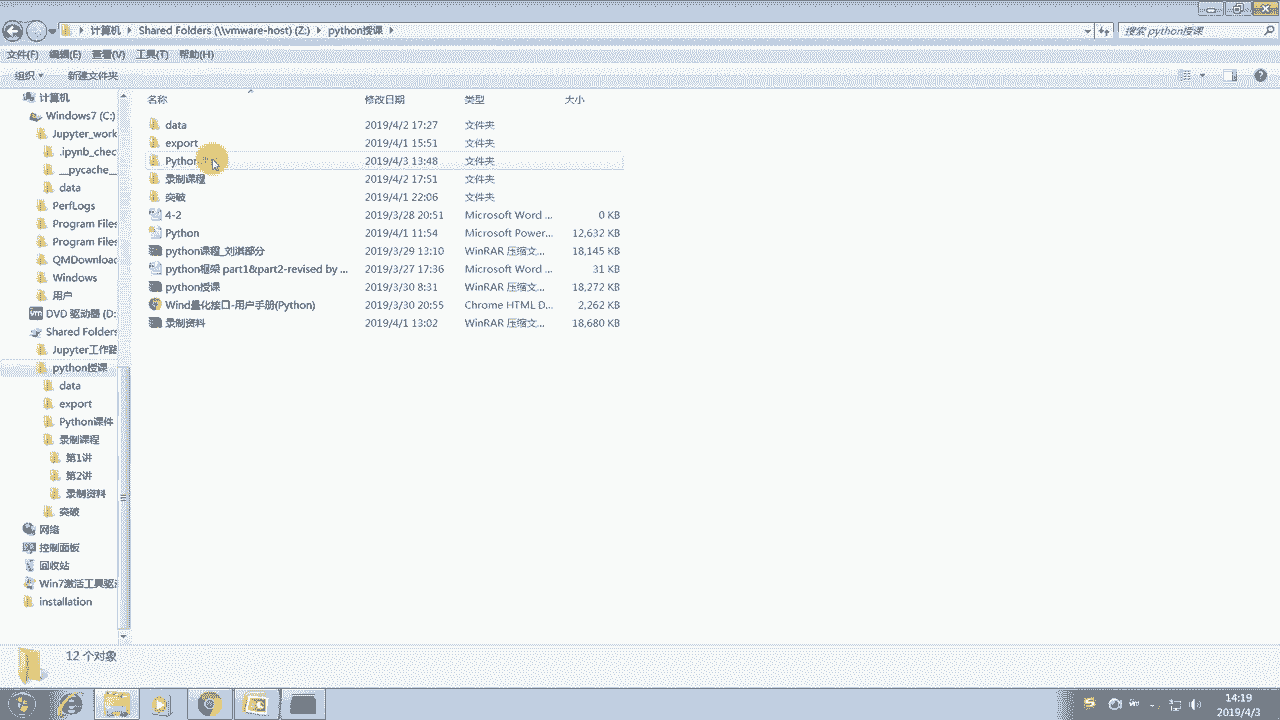 计算机 Shared Folders (\\vmware-host) (Z:) python授课
搜索 python授课
文件(F) 编辑(E) 查看(V) 工具(T) 帮助(H)
组织 新建文件夹
名称 修改日期 类型 大小
data 2019/4/2 17:27 文件夹
export 2019/4/1 15:51 文件夹
Python 2019/4/3 13:48 文件夹
录制课程 2019/4/2 17:51 文件夹
突破 2019/4/1 22:06 文件夹
4-2 2019/3/28 20:51 Microsoft Word ... 0 KB
Python 2019/4/1 11:54 Microsoft Power... 12,632 KB
python课程_刘淇部分 2019/3/29 13:10 WinRAR 压缩文... 18,145 KB
python框架 part1&part2-revised by ... 2019/3/27 17:36 Microsoft Word ... 31 KB
python授课 2019/3/30 8:31 WinRAR 压缩文... 18,272 KB
Wind量化接口-用户手册(Python) 2019/3/30 20:55 Chrome HTML D... 2,262 KB
录制资料 2019/4/1 13:02 WinRAR 压缩文... 18,680 KB
计算机
Windows7 (C:)
Jupyter_work
.ipynb_chec
__pycache__
data
PerfLogs
Program Files
Program Files
QMDownload
Windows
用户
DVD 驱动器 (D:
Shared Folders
Jupyter工作路
python授课
data
export
Python课件
录制课程
第1讲
第2讲
录制资料
突破
网络
控制面板
回收站
Win7激活工具驱
installation
12 个对象
14:19
2019/4/3